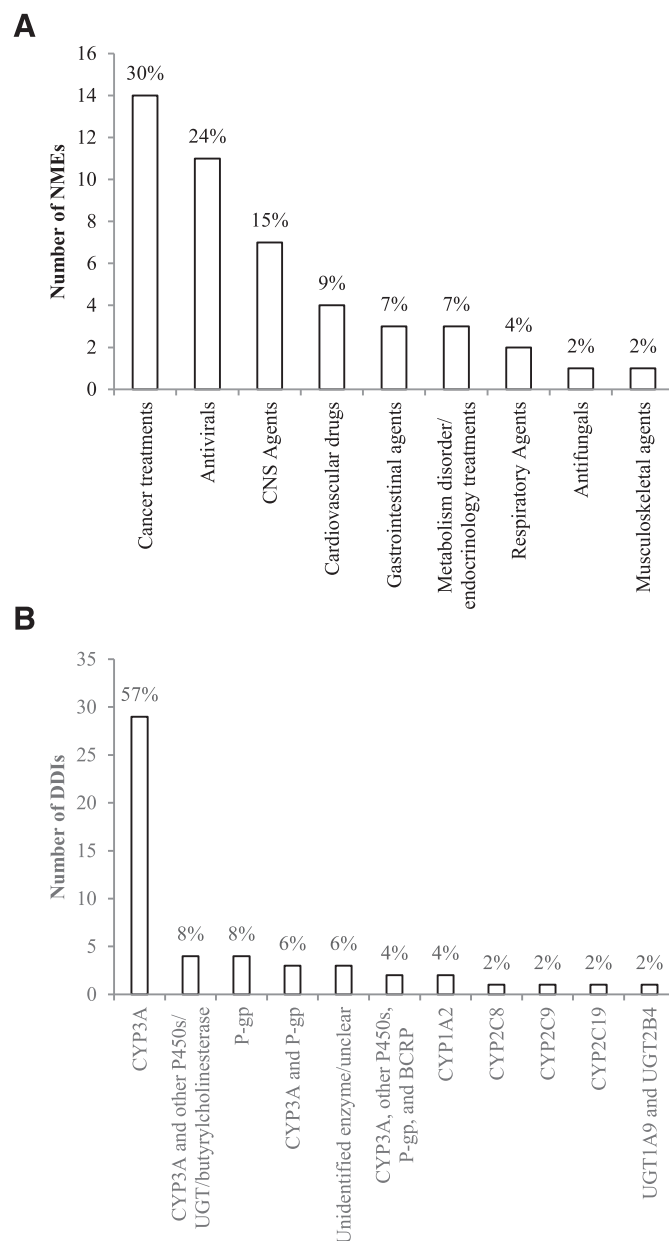 A
Number of NMEs
16
14
12
10
8
6
4
2
0
30%
24%
15%
9%
7%
7%
4%
2%
2%
Cancer treatments
Antivirals
CNS Agents
Cardiovascular drugs
Gastrointestinal agents
Metabolism disorder/
endocrinology treatments
Respiratory Agents
Antifungals
Musculoskeletal agents
B
Number of DDIs
35
30
25
20
15
10
5
0
57%
8%
8%
6%
6%
4%
4%
2%
2%
2%
2%
CYP3A
CYP3A and other P450s/
UGT/butyrylcholinesterase
P-gp
CYP3A and P-gp
Unidentified enzyme/unclear
CYP3A, other P450s,
P-gp, and BCRP
CYP1A2
CYP2C8
CYP2C9
CYP2C19
UGT1A9 and UGT2B4